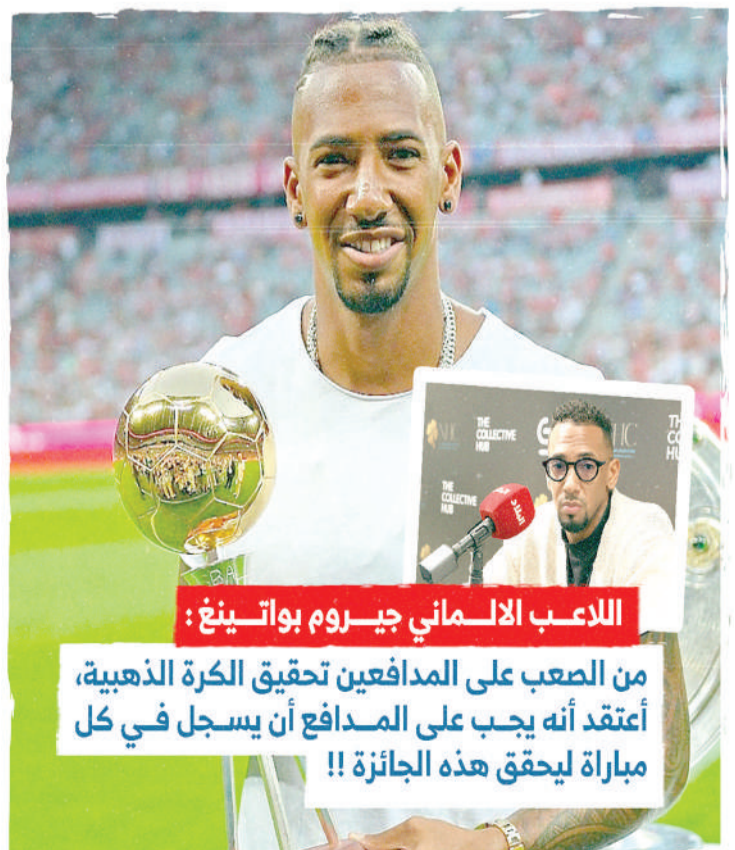 THE
COLLECTIVE
HUB
THE
COLLECTIVE
HUB
البلاد
اللاعب الالماني جيروم بواتينغ :
من الصعب على المدافعين تحقيق الكرة الذهبية،
أعتقد أنه يجب على المدافع أن يسجل في كل
مباراة ليحقق هذه الجائزة !!